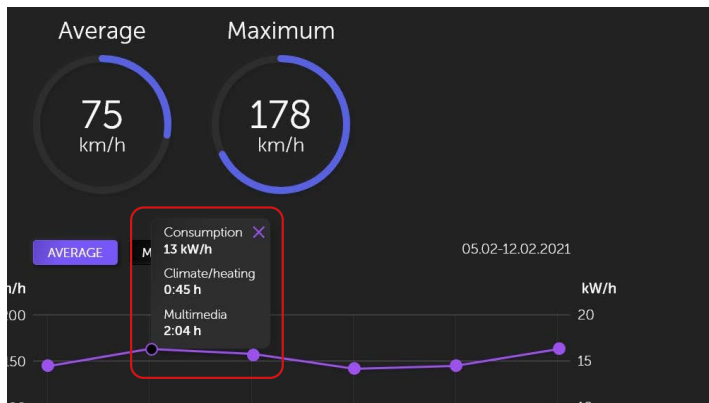 Average Maximum
75 178
km/h km/h
Consumption
AVERAGE M 13 kW/h 05.02-12.02.2021
Climate/heating
0:45 h
kW/h
Multimedia
20
2:04 h
15